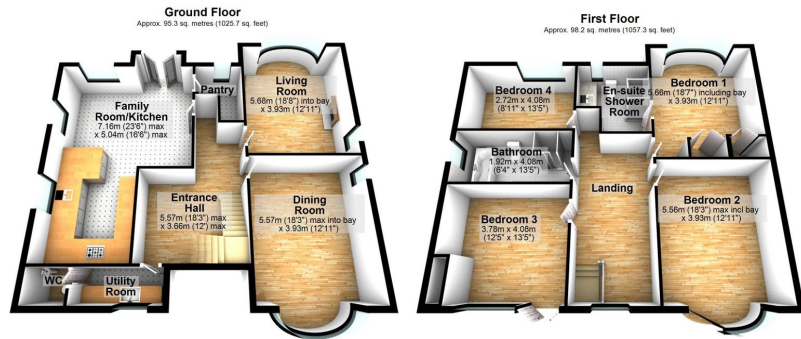 Ground Floor
Approx. 95.3 sq. metres (1025.7 sq. feet)
Family
Room/Kitchen
7.16m (23'6") max
x 5.04m (16'6") max
Pantry
Living
Room
5.68m (18'8") into bay
x 3.93m (12'11")
Entrance
Hall
5.57m (18'3") max
x 3.66m (12') max
Dining
Room
5.57m (18'3") max into bay
x 3.93m (12'11")
WC
Utility
Room
First Floor
Approx. 98.2 sq. metres (1057.3 sq. feet)
Bedroom 4
2.72m x 4.08m
(8'11" x 13'5")
En-suite
Shower
Room
Bedroom 1
5.66m (18'7") including bay
x 3.93m (12'11")
Bathroom
1.92m x 4.08m
(6'4" x 13'5")
Landing
Bedroom 3
3.78m x 4.08m
(12'5" x 13'5")
Bedroom 2
5.56m (18'3") max incl bay
x 3.93m (12'11")